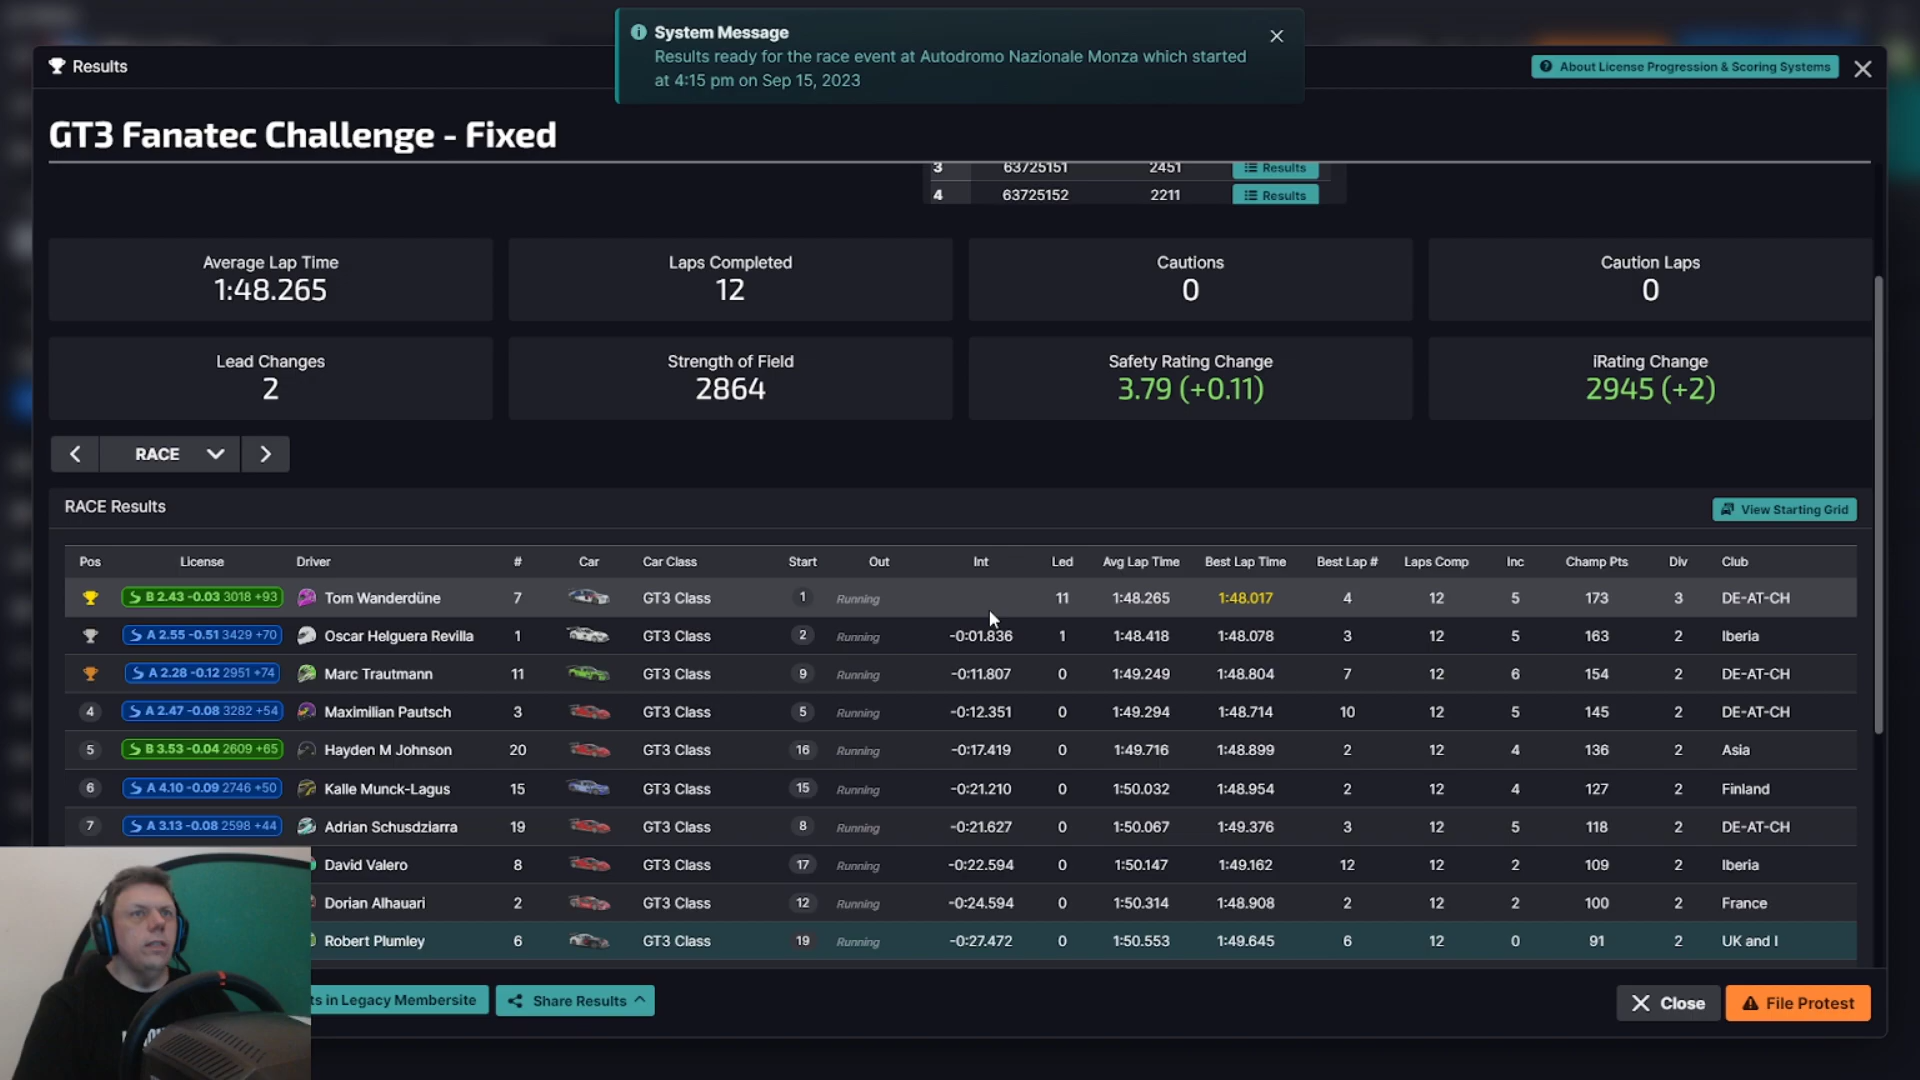 System Message
Results ready for the race event at Autodromo Nazionale Monza which started
at 4:15 pm on Sep 15, 2023
Results
About License Progression & Scoring Systems
GT3 Fanatec Challenge - Fixed
3 63725151 2451 Results
4 63725152 2211 Results
Average Lap Time
1:48.265
Laps Completed
12
Cautions
0
Caution Laps
0
Lead Changes
2
Strength of Field
2864
Safety Rating Change
3.79 (+0.11)
iRating Change
2945 (+2)
RACE
RACE Results
View Starting Grid
Pos License Driver # Car Car Class Start Out Int Led Avg Lap Time Best Lap Time Best Lap # Laps Comp Inc Champ Pts Div Club
B 2.43 -0.03 3018 +93 Tom Wanderdüne 7 GT3 Class 1 Running 11 1:48.265 1:48.017 4 12 5 173 3 DE-AT-CH
A 2.55 -0.51 3429 +70 Oscar Helguera Revilla 1 GT3 Class 2 Running -0:01.836 1 1:48.418 1:48.078 3 12 5 163 2 Iberia
A 2.28 -0.12 2951 +74 Marc Trautmann 11 GT3 Class 9 Running -0:11.807 0 1:49.249 1:48.804 7 12 6 154 2 DE-AT-CH
4 A 2.47 -0.08 3282 +54 Maximilian Pautsch 3 GT3 Class 5 Running -0:12.351 0 1:49.294 1:48.714 10 12 5 145 2 DE-AT-CH
5 B 3.53 -0.04 2609 +65 Hayden M Johnson 20 GT3 Class 16 Running -0:17.419 0 1:49.716 1:48.899 2 12 4 136 2 Asia
6 A 4.10 -0.09 2746 +50 Kalle Munck-Lagus 15 GT3 Class 15 Running -0:21.210 0 1:50.032 1:48.954 2 12 4 127 2 Finland
7 A 3.13 -0.08 2598 +44 Adrian Schusdziarra 19 GT3 Class 8 Running -0:21.627 0 1:50.067 1:49.376 3 12 5 118 2 DE-AT-CH
David Valero 8 GT3 Class 17 Running -0:22.594 0 1:50.147 1:49.162 12 12 2 109 2 Iberia
Dorian Alhauari 2 GT3 Class 12 Running -0:24.594 0 1:50.314 1:48.908 2 12 2 100 2 France
Robert Plumley 6 GT3 Class 19 Running -0:27.472 0 1:50.553 1:49.645 6 12 0 91 2 UK and I
ts in Legacy Membersite
Share Results
Close
File Protest